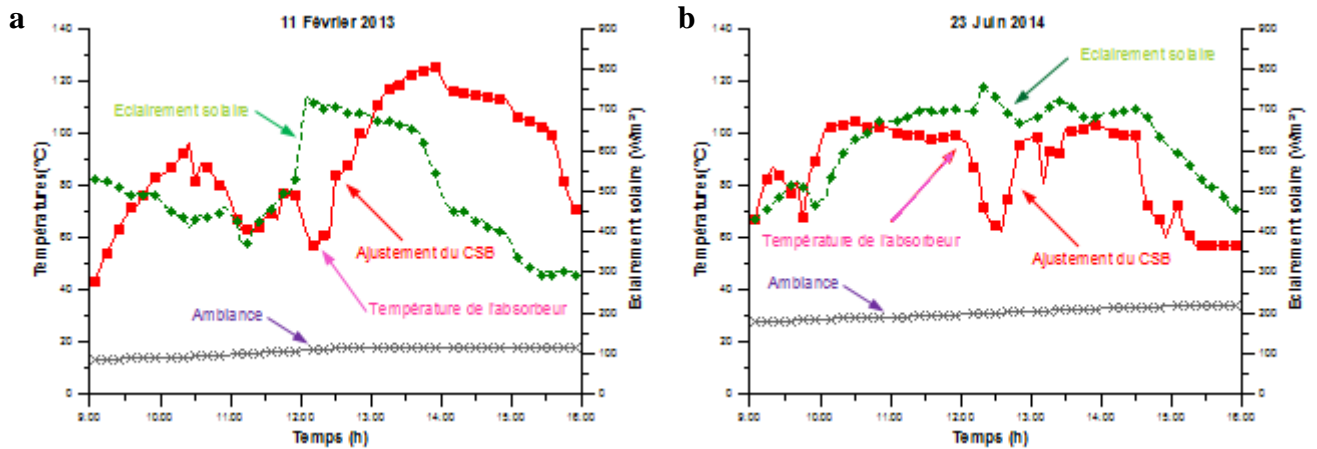 a
11 Février 2013
140
120
100
80
60
40
20
0
Températures(°C)
900
800
700
600
500
400
300
200
100
0
Eclairement solaire (W/m²)
Eclairement solaire
Ajustement du CSB
Température de l'absorbeur
Ambiance
9.00 10.00 11.00 12.00 13.00 14.00 15.00 16.00
Temps (h)
b
23 Juin 2014
140
120
100
80
60
40
20
0
Températures(°C)
900
800
700
600
500
400
300
200
100
0
Eclairement solaire (W/m²)
Eclairement solaire
Température de l'absorbeur
Ajustement du CSB
Ambiance
9.00 10.00 11.00 12.00 13.00 14.00 15.00 16.00
Temps (h)